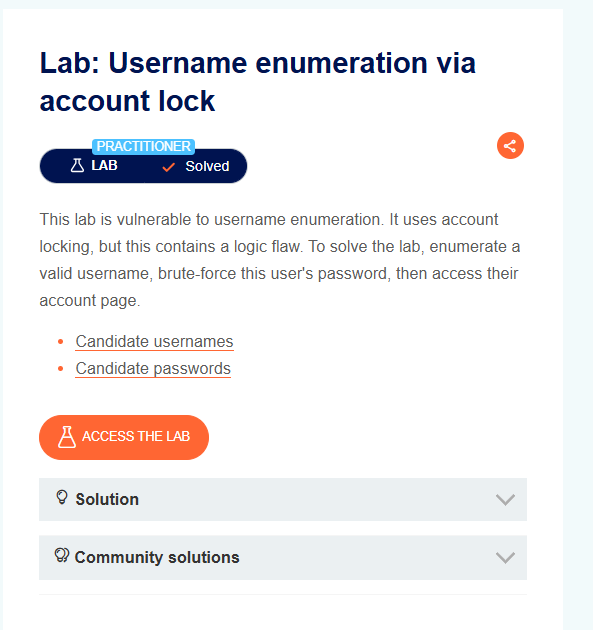 Lab: Username enumeration via
account lock
PRACTITIONER
LAB
Solved
This lab is vulnerable to username enumeration. It uses account
locking, but this contains a logic flaw. To solve the lab, enumerate a
valid username, brute-force this user's password, then access their
account page.
Candidate usernames
Candidate passwords
ACCESS THE LAB
Solution
Community solutions